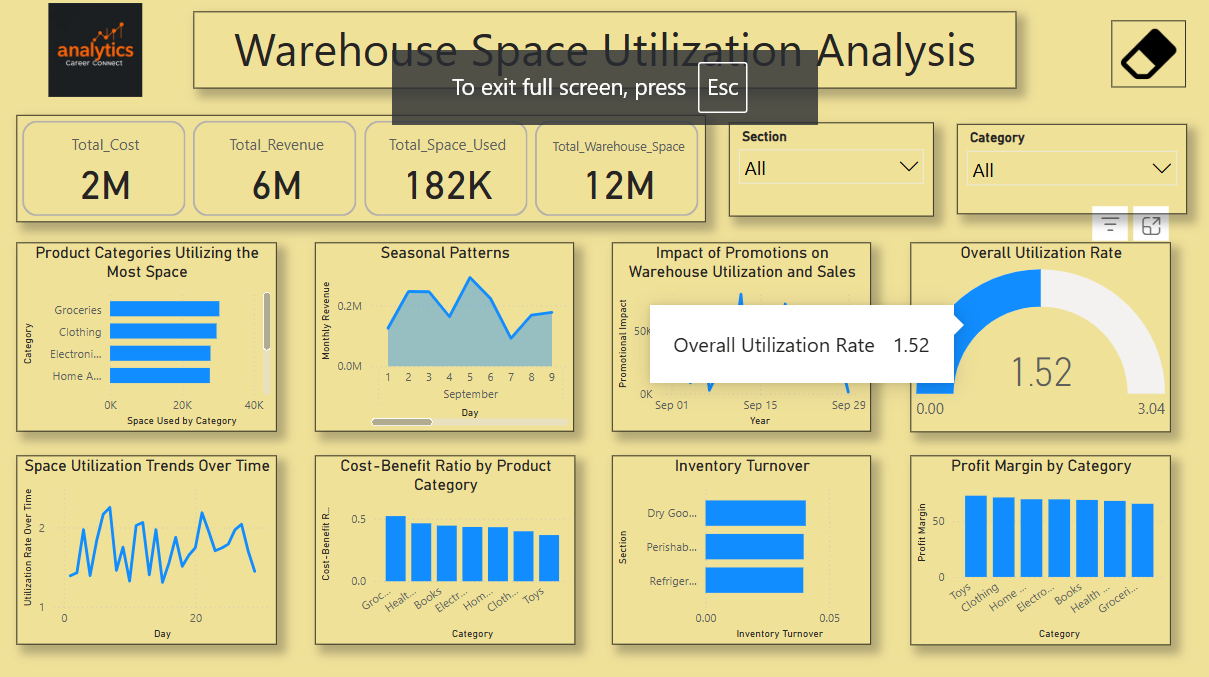 analytics
Career Connect
Warehouse Space Utilization Analysis
To exit full screen, press Esc
Total_Cost
2M
Total_Revenue
6M
Total_Space_Used
182K
Total_Warehouse_Space
12M
Section
All
Category
All
Product Categories Utilizing the
Most Space
Category
Groceries
Clothing
Electroni...
Home A...
0K 20K 40K
Space Used by Category
Seasonal Patterns
Monthly Revenue
0.2M
0.0M
1 2 3 4 5 6 7 8 9
September
Day
Impact of Promotions on
Warehouse Utilization and Sales
Promotional Impact
50K
0K
Sep 01 Sep 15 Sep 29
Year
Overall Utilization Rate
Overall Utilization Rate 1.52
1.52
0.00 3.04
Space Utilization Trends Over Time
Utilization Rate Over Time
2
1
0 20
Day
Cost-Benefit Ratio by Product
Category
Cost-Benefit R...
0.5
0.0
Groc... Healt... Books Electr... Hom... Cloth... Toys
Category
Inventory Turnover
Section
Dry Goo...
Perishab...
Refriger...
0.00 0.05
Inventory Turnover
Profit Margin by Category
Profit Margin
50
0
Toys Clothing Home ... Electro... Books Health ... Groceri...
Category